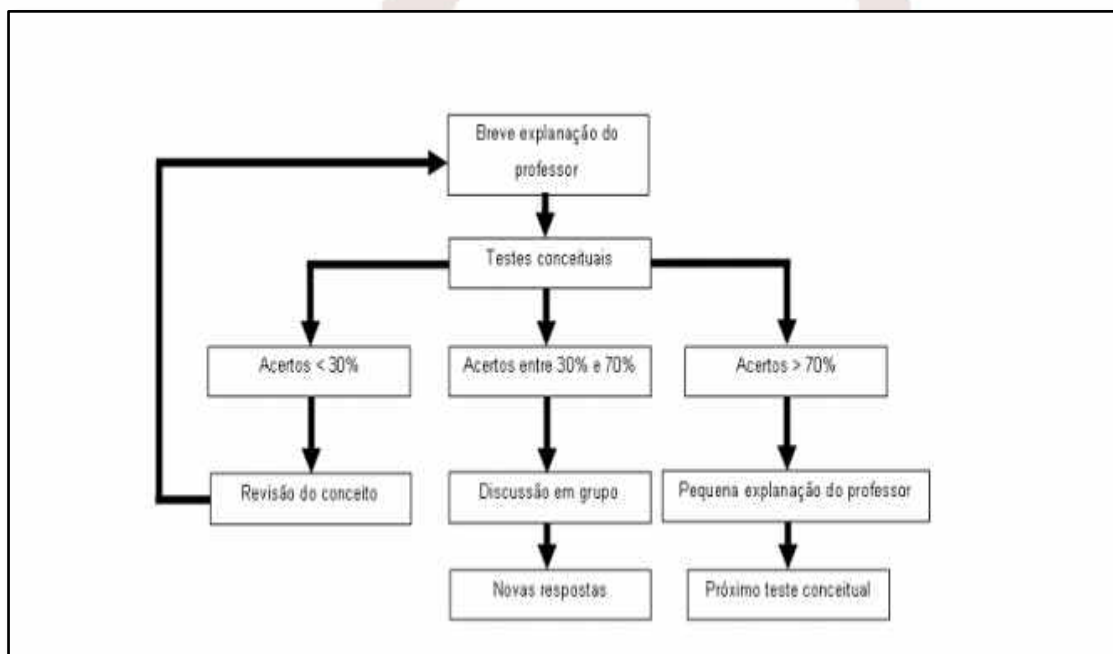 Breve explanação do
professor
Testes conceituais
Acertos < 30%
Acertos entre 30% e 70%
Acertos > 70%
Revisão do conceito
Discussão em grupo
Pequena explanação do professor
Novas respostas
Próximo teste conceitual